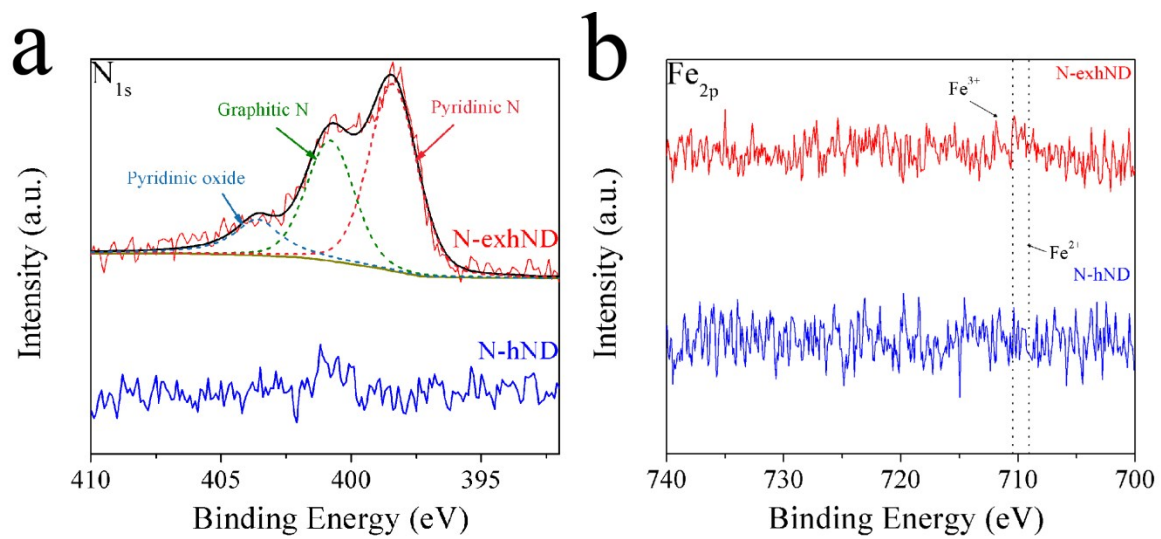 a
N1s
Graphitic N
Pyridinic N
Pyridinic oxide
N-exhND
N-hND
Intensity (a.u.)
410 405 400 395
Binding Energy (eV)
b
Fe2p
N-exhND
Fe3+
Fe2+
N-hND
Intensity (a.u.)
740 730 720 710 700
Binding Energy (eV)